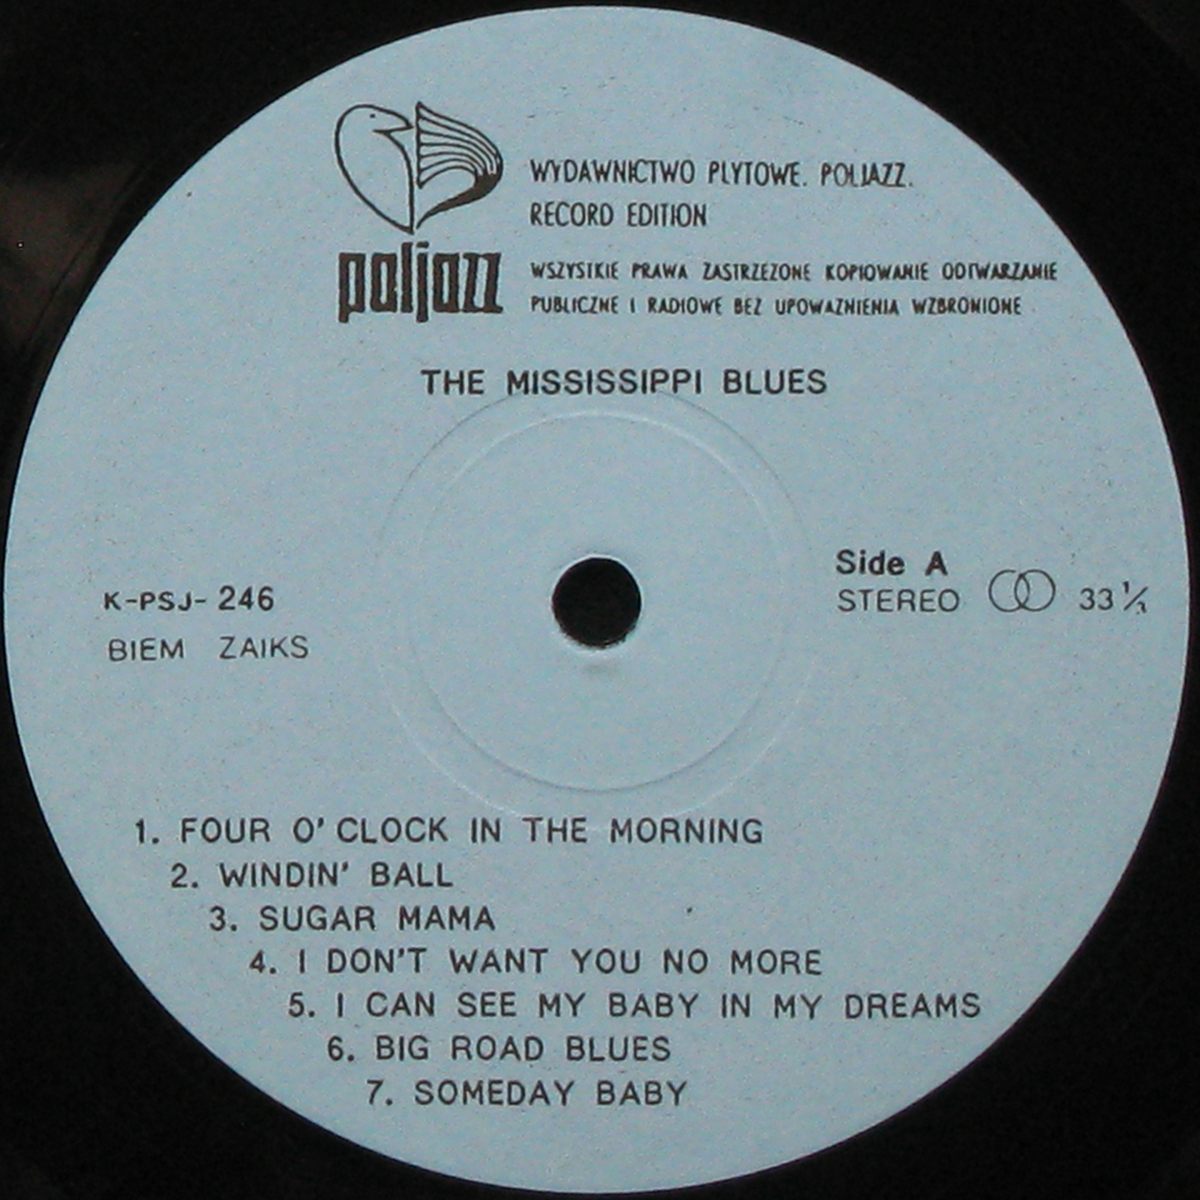 WYDAWNICTWO PLYTOWE. POLJAZZ.
RECORD EDITION
poljazz
WSZYSTKIE PRAWA ZASTRZEZONE KOPIOWANIE ODTWARZANIE
PUBLICZNE I RADIOWE BEZ UPOWAZNIENIA WZBRONIONE
THE MISSISSIPPI BLUES
Side A
K-PSJ-246
STEREO 33 1/3
BIEM ZAIKS
1. FOUR O' CLOCK IN THE MORNING
2. WINDIN' BALL
3. SUGAR MAMA
4. I DON'T WANT YOU NO MORE
5. I CAN SEE MY BABY IN MY DREAMS
6. BIG ROAD BLUES
7. SOMEDAY BABY